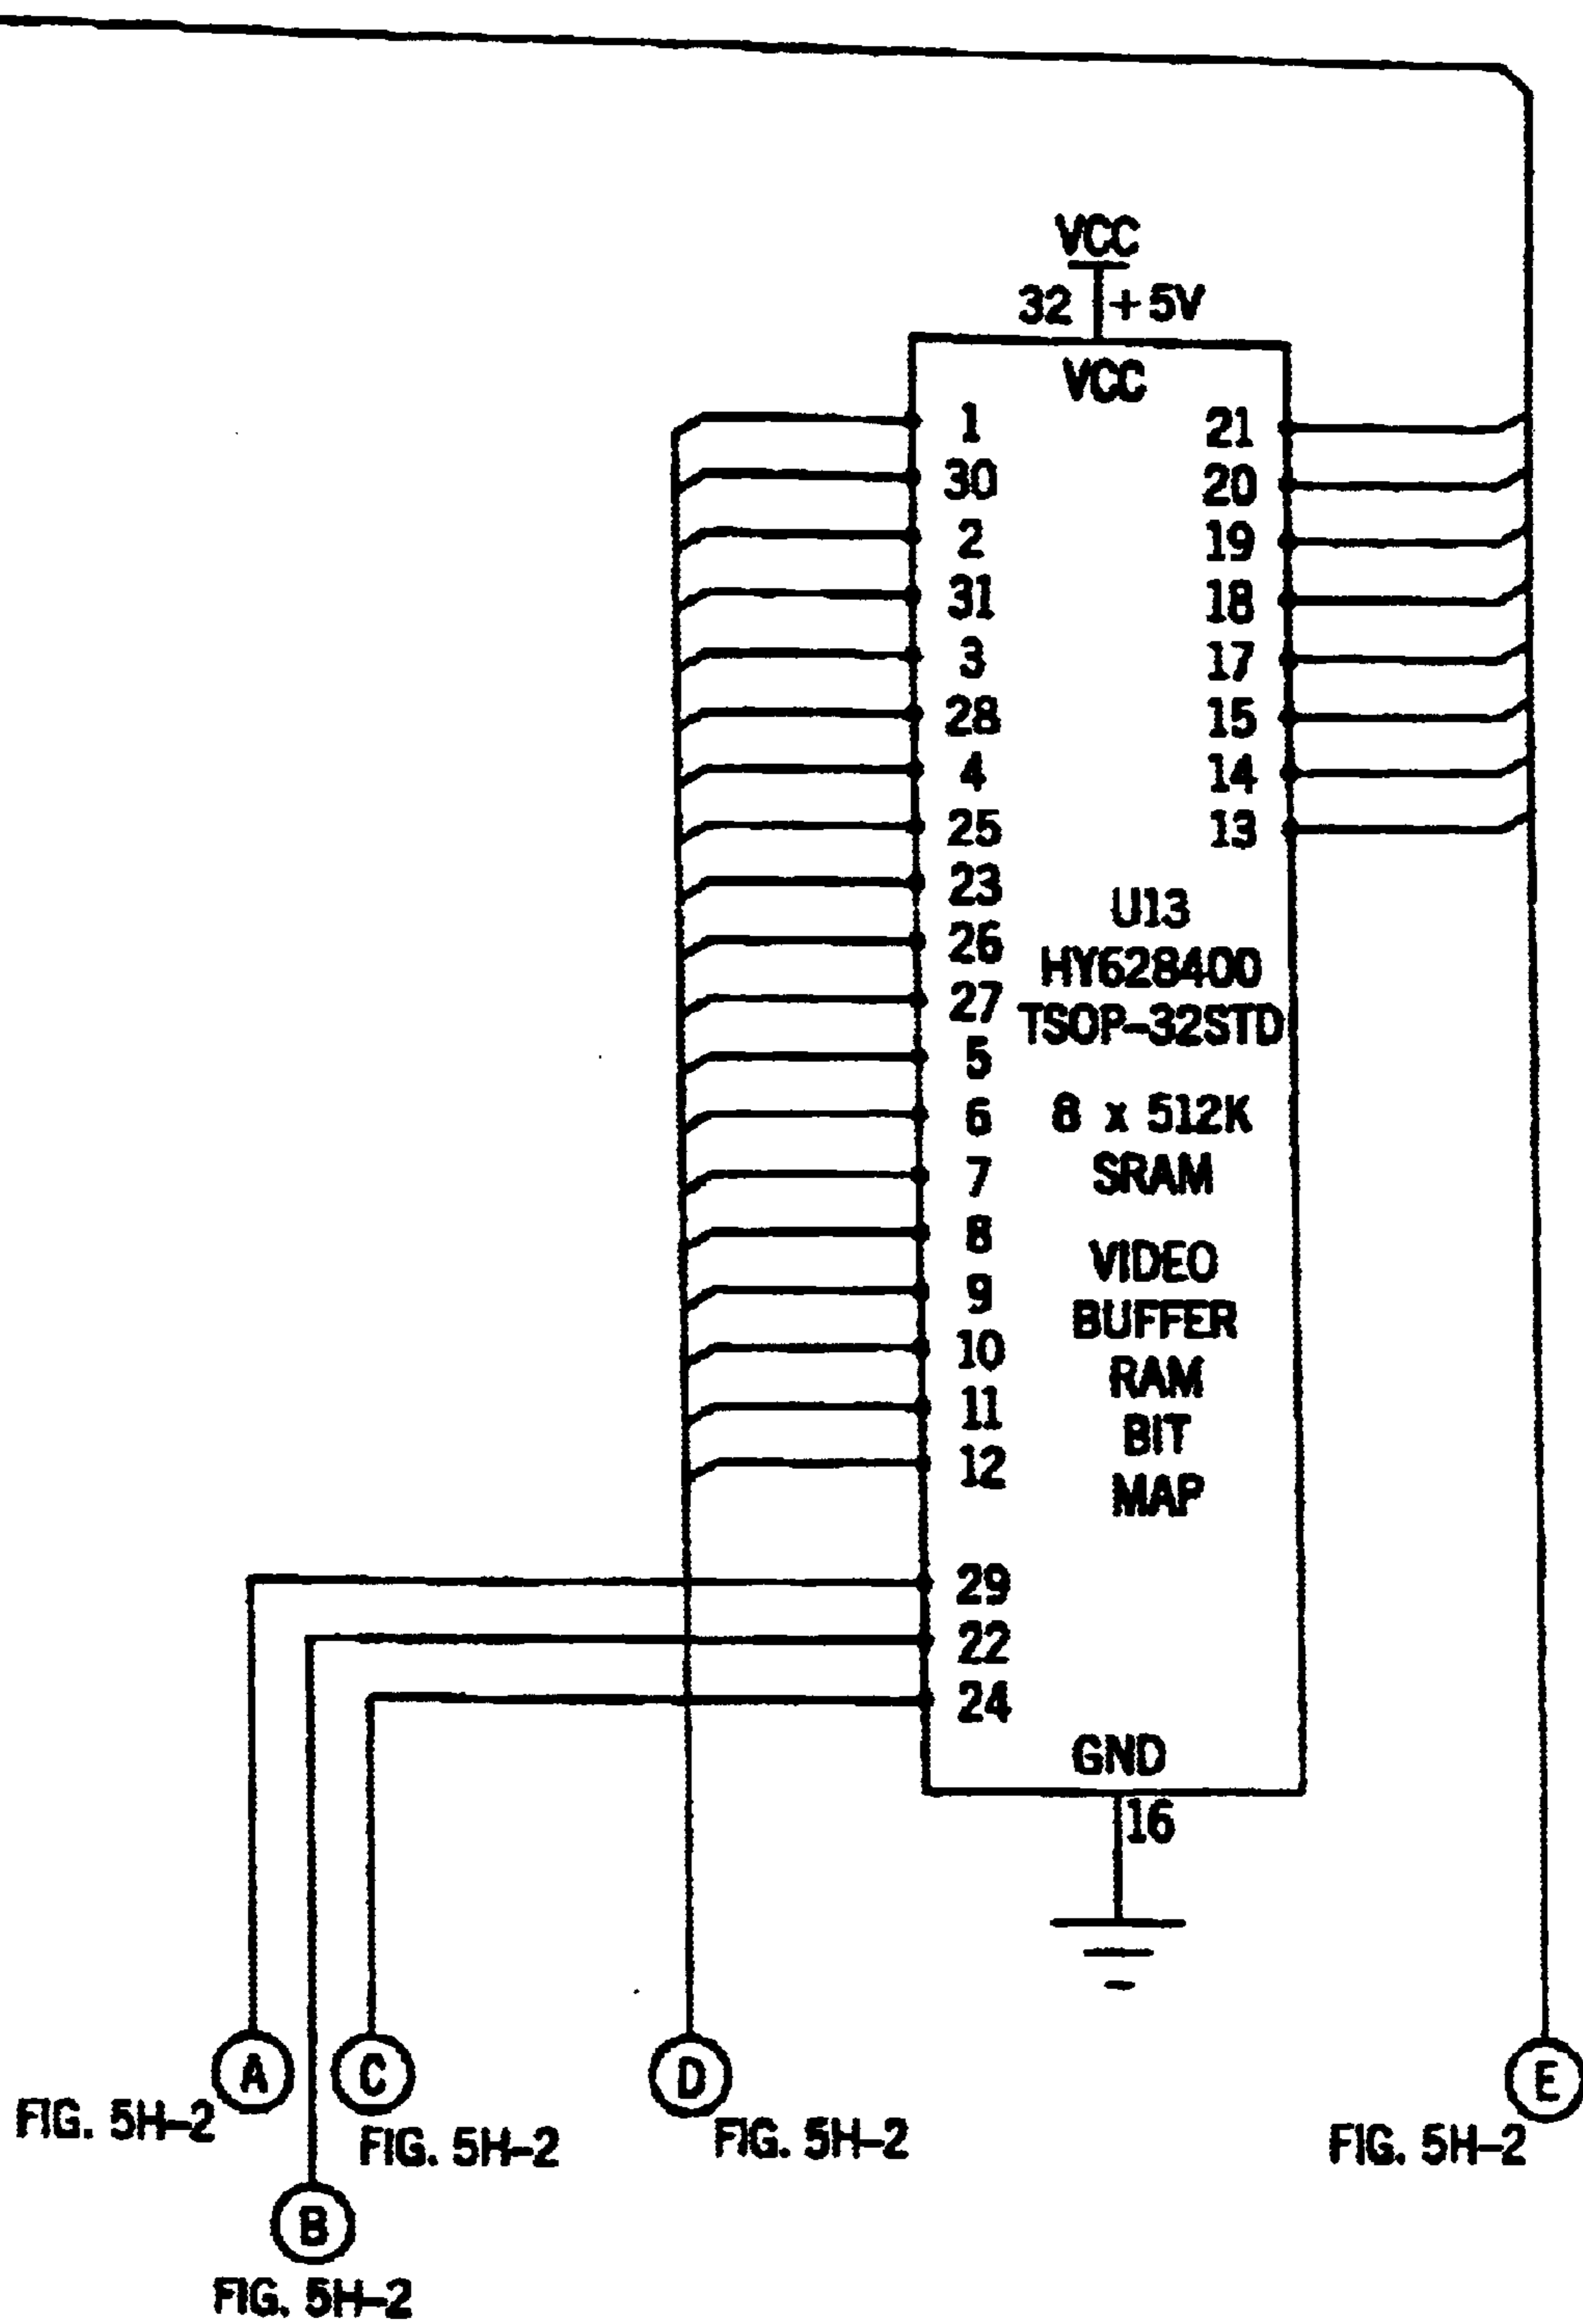 VCC
32 +5V
VCC
1 21
30 20
2 19
31 18
3 17
28 15
4 14
25 13
23
26
27
5
6
7
8
9
10
11
12
U13
HY628400
TSOP-32STD
8 x 512K
SRAM
VIDEO
BUFFER
RAM
BIT
MAP
29
22
24
GND
16
A
FIG. 5H-2
C
FIG. 5H-2
D
FIG. 5H-2
E
FIG. 5H-2
B
FIG. 5H-2